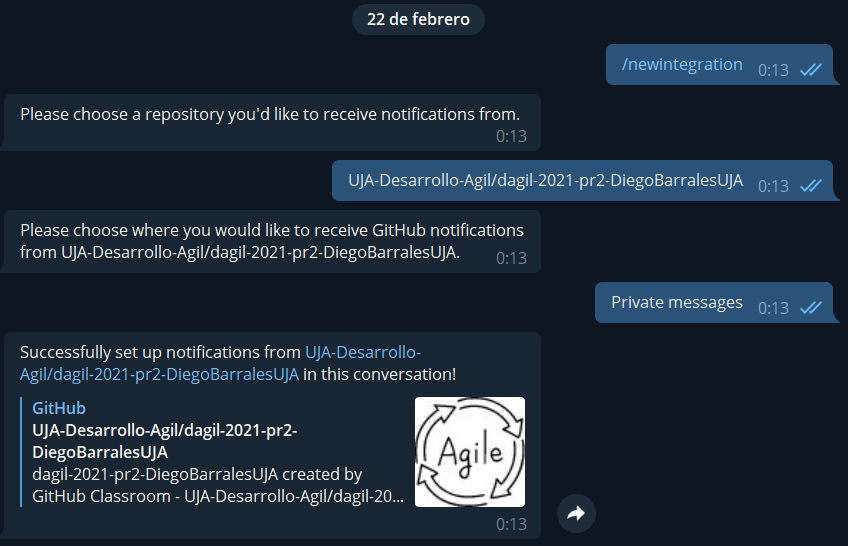 22 de febrero
/newintegration 0:13
Please choose a repository you'd like to receive notifications from.
0:13
UJA-Desarrollo-Agil/dagil-2021-pr2-DiegoBarralesUJA 0:13
Please choose where you would like to receive GitHub notifications
from UJA-Desarrollo-Agil/dagil-2021-pr2-DiegoBarralesUJA. 0:13
Private messages 0:13
Successfully set up notifications from UJA-Desarrollo-
Agil/dagil-2021-pr2-DiegoBarralesUJA in this conversation!
GitHub
UJA-Desarrollo-Agil/dagil-2021-pr2-
DiegoBarralesUJA
dagil-2021-pr2-DiegoBarralesUJA created by
GitHub Classroom - UJA-Desarrollo-Agil/dagil-20...
Agile
0:13